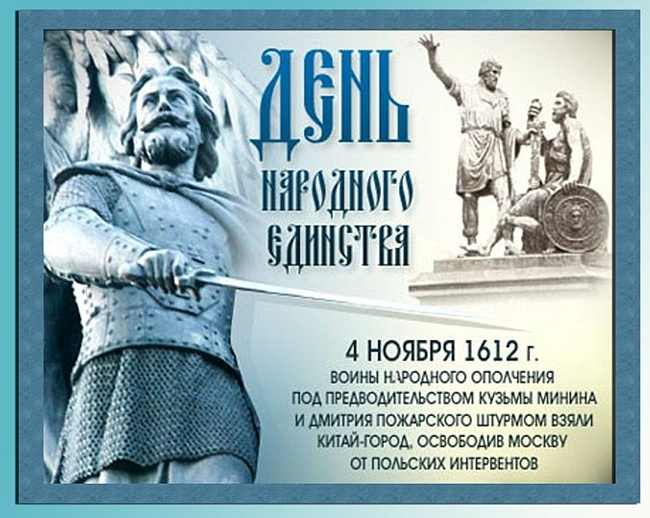 ДЕНЬ
НАРОДНОГО
ЕДИНСТВА
4 НОЯБРЯ 1612 г.
ВОИНЫ НАРОДНОГО ОПОЛЧЕНИЯ
ПОД ПРЕДВОДИТЕЛЬСТВОМ КУЗЬМЫ МИНИНА
И ДМИТРИЯ ПОЖАРСКОГО ШТУРМОМ ВЗЯЛИ
КИТАЙ-ГОРОД, ОСВОБОДИВ МОСКВУ
ОТ ПОЛЬСКИХ ИНТЕРВЕНТОВ